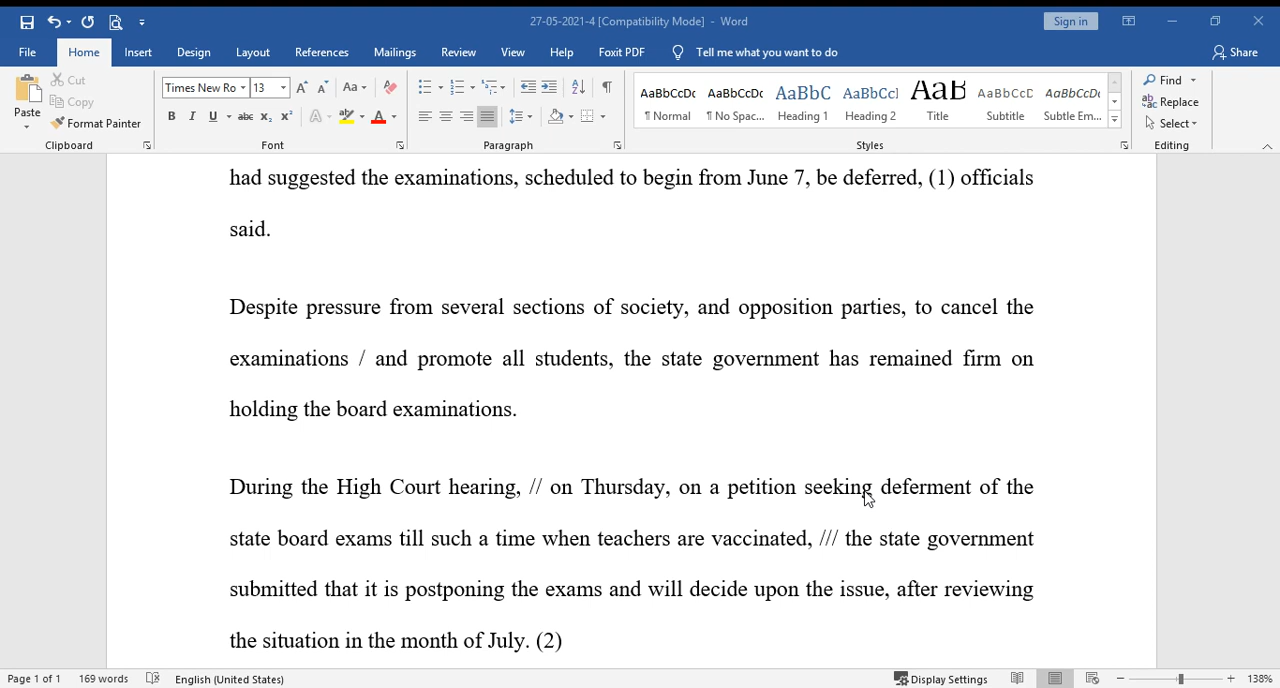 27-05-2021-4 [Compatibility Mode] - Word
Sign in
File Home Insert Design Layout References Mailings Review View Help Foxit PDF Tell me what you want to do Share
Paste
Cut
Copy
Format Painter
Clipboard
Times New Ro 13 Aa
B I U abc x₂ x² A A
Font
Paragraph
AaBbCcDc AaBbCcDc AaBbC AaBbCcl AaB AaBbCcD AaBbCcDc
¶ Normal ¶ No Spac... Heading 1 Heading 2 Title Subtitle Subtle Em...
Styles
Find
Replace
Select
Editing
had suggested the examinations, scheduled to begin from June 7, be deferred, (1) officials
said.
Despite pressure from several sections of society, and opposition parties, to cancel the
examinations / and promote all students, the state government has remained firm on
holding the board examinations.
During the High Court hearing, // on Thursday, on a petition seeking deferment of the
state board exams till such a time when teachers are vaccinated, /// the state government
submitted that it is postponing the exams and will decide upon the issue, after reviewing
the situation in the month of July. (2)
Page 1 of 1 169 words English (United States) Display Settings 138%